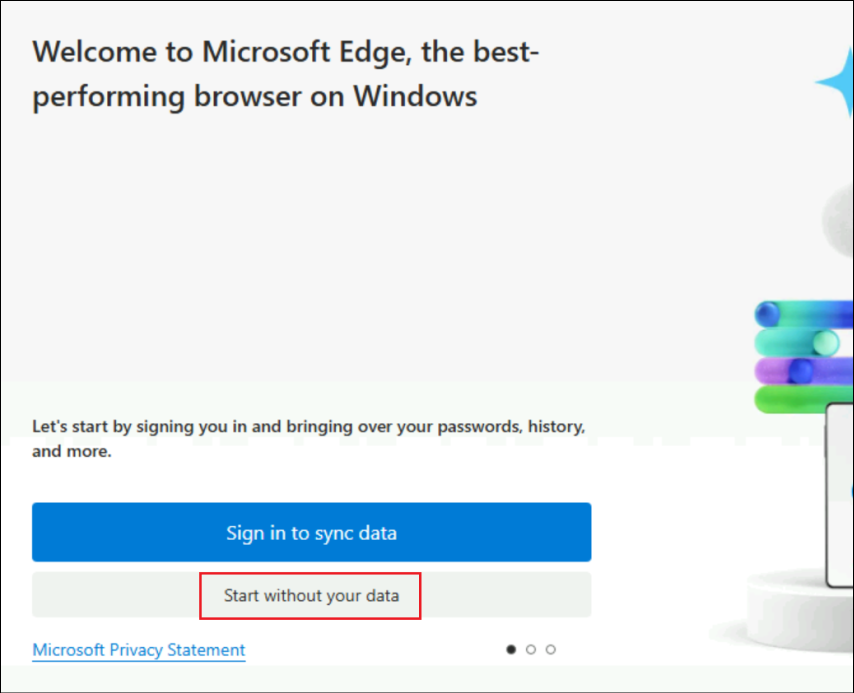 Welcome to Microsoft Edge, the best-
performing browser on Windows
Let's start by signing you in and bringing over your passwords, history,
and more.
Sign in to sync data
Start without your data
Microsoft Privacy Statement